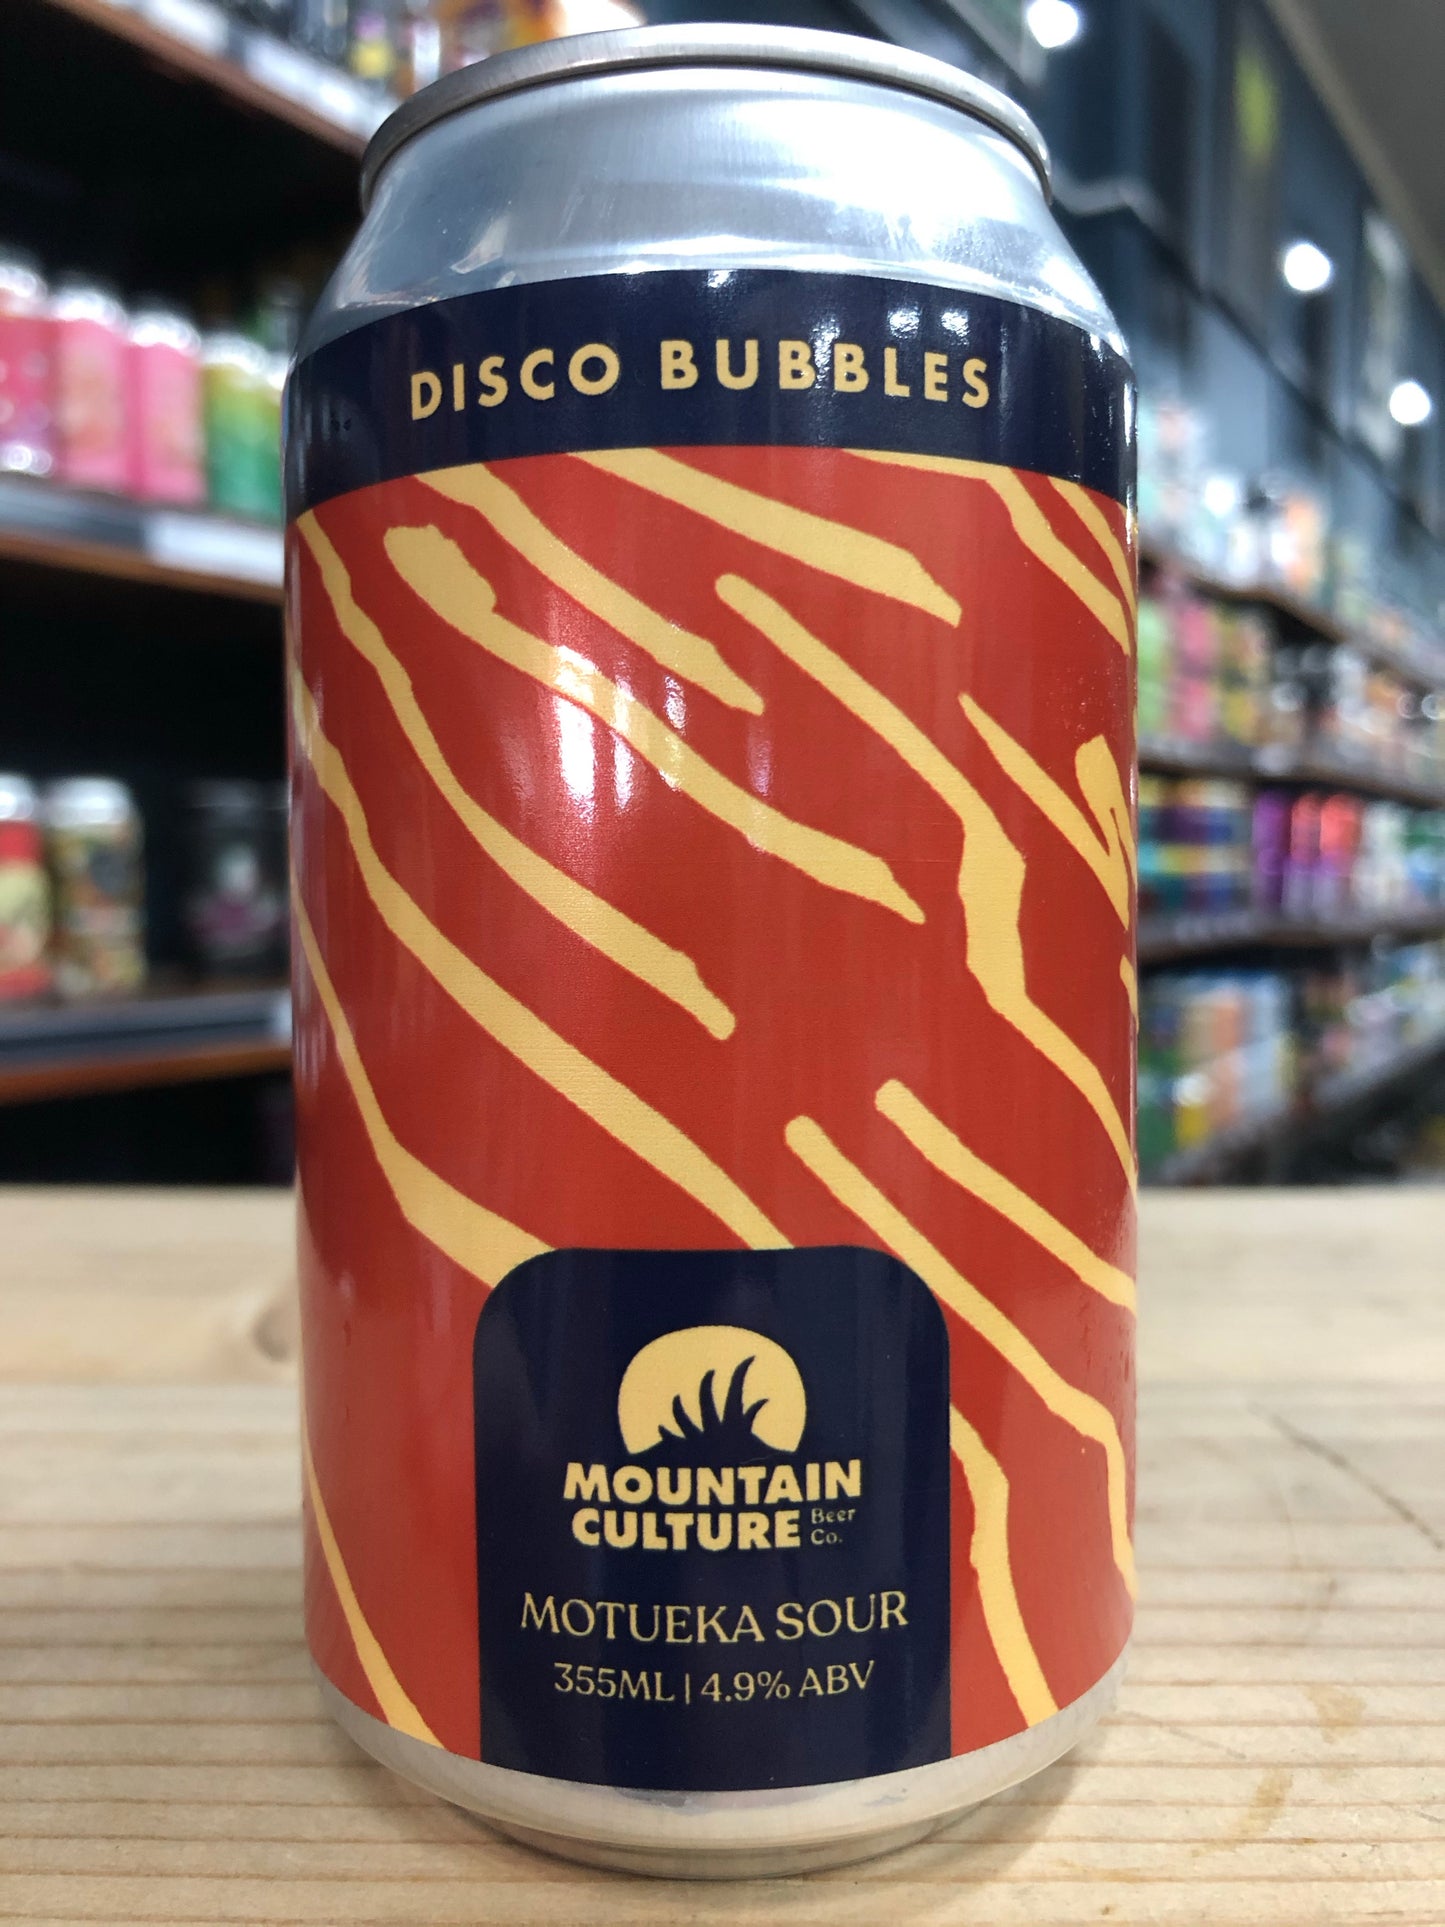 DISCO BUBBLES
MOUNTAIN
CULTURE Beer Co.
MOTUEKA SOUR
355ML | 4.9% ABV